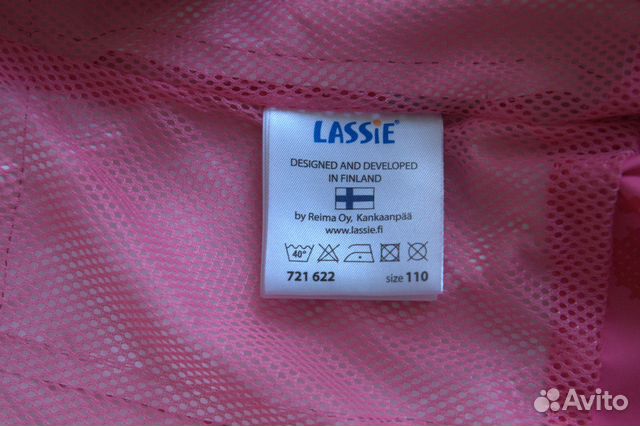 LASSiE®
DESIGNED AND DEVELOPED
IN FINLAND
by Reima Oy, Kankaanpää
www.lassie.fi
40°
721 622 size 110
Avito